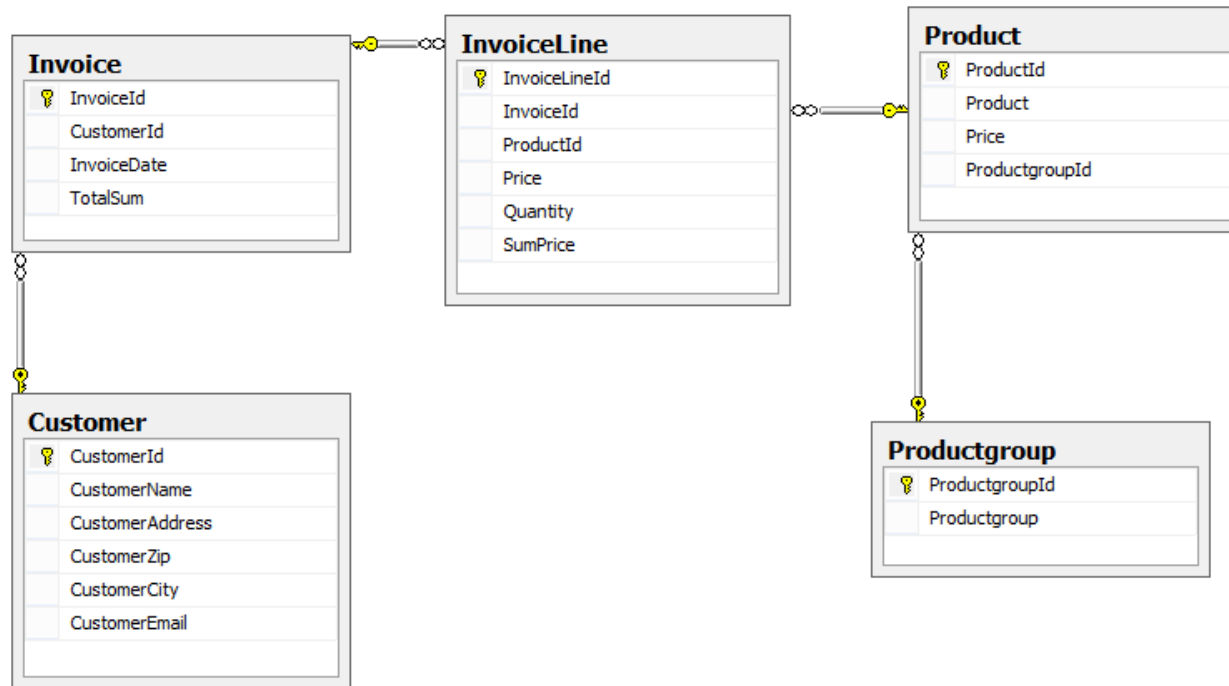 Invoice
InvoiceId
CustomerId
InvoiceDate
TotalSum
InvoiceLine
InvoiceLineId
InvoiceId
ProductId
Price
Quantity
SumPrice
Product
ProductId
Product
Price
ProductgroupId
Customer
CustomerId
CustomerName
CustomerAddress
CustomerZip
CustomerCity
CustomerEmail
Productgroup
ProductgroupId
Productgroup